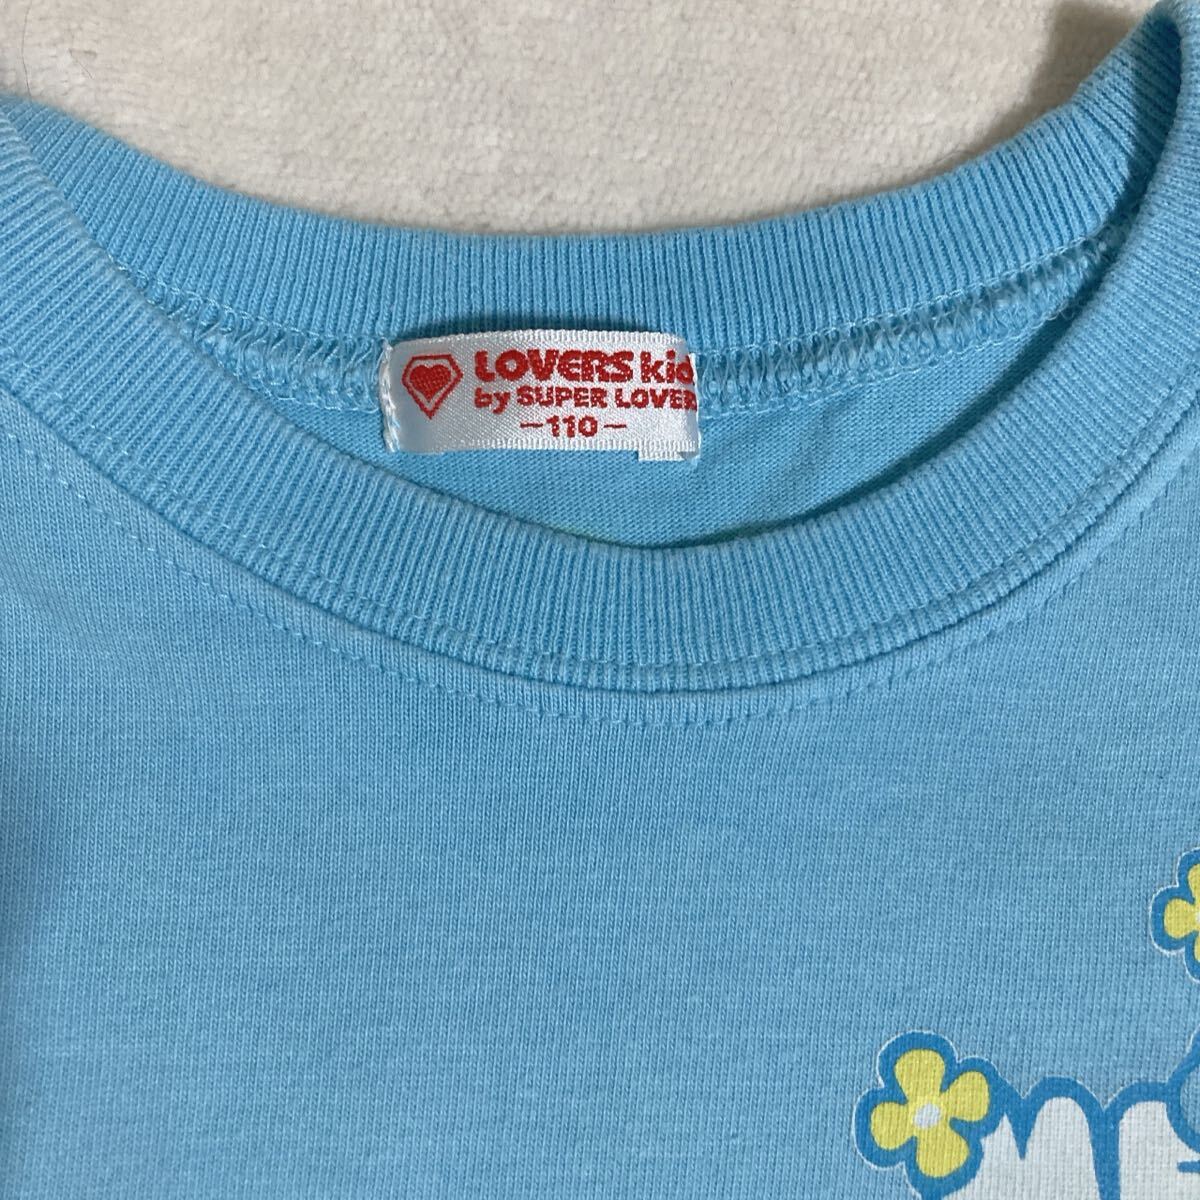 LOVERS kid
by SUPER LOVER
-110-